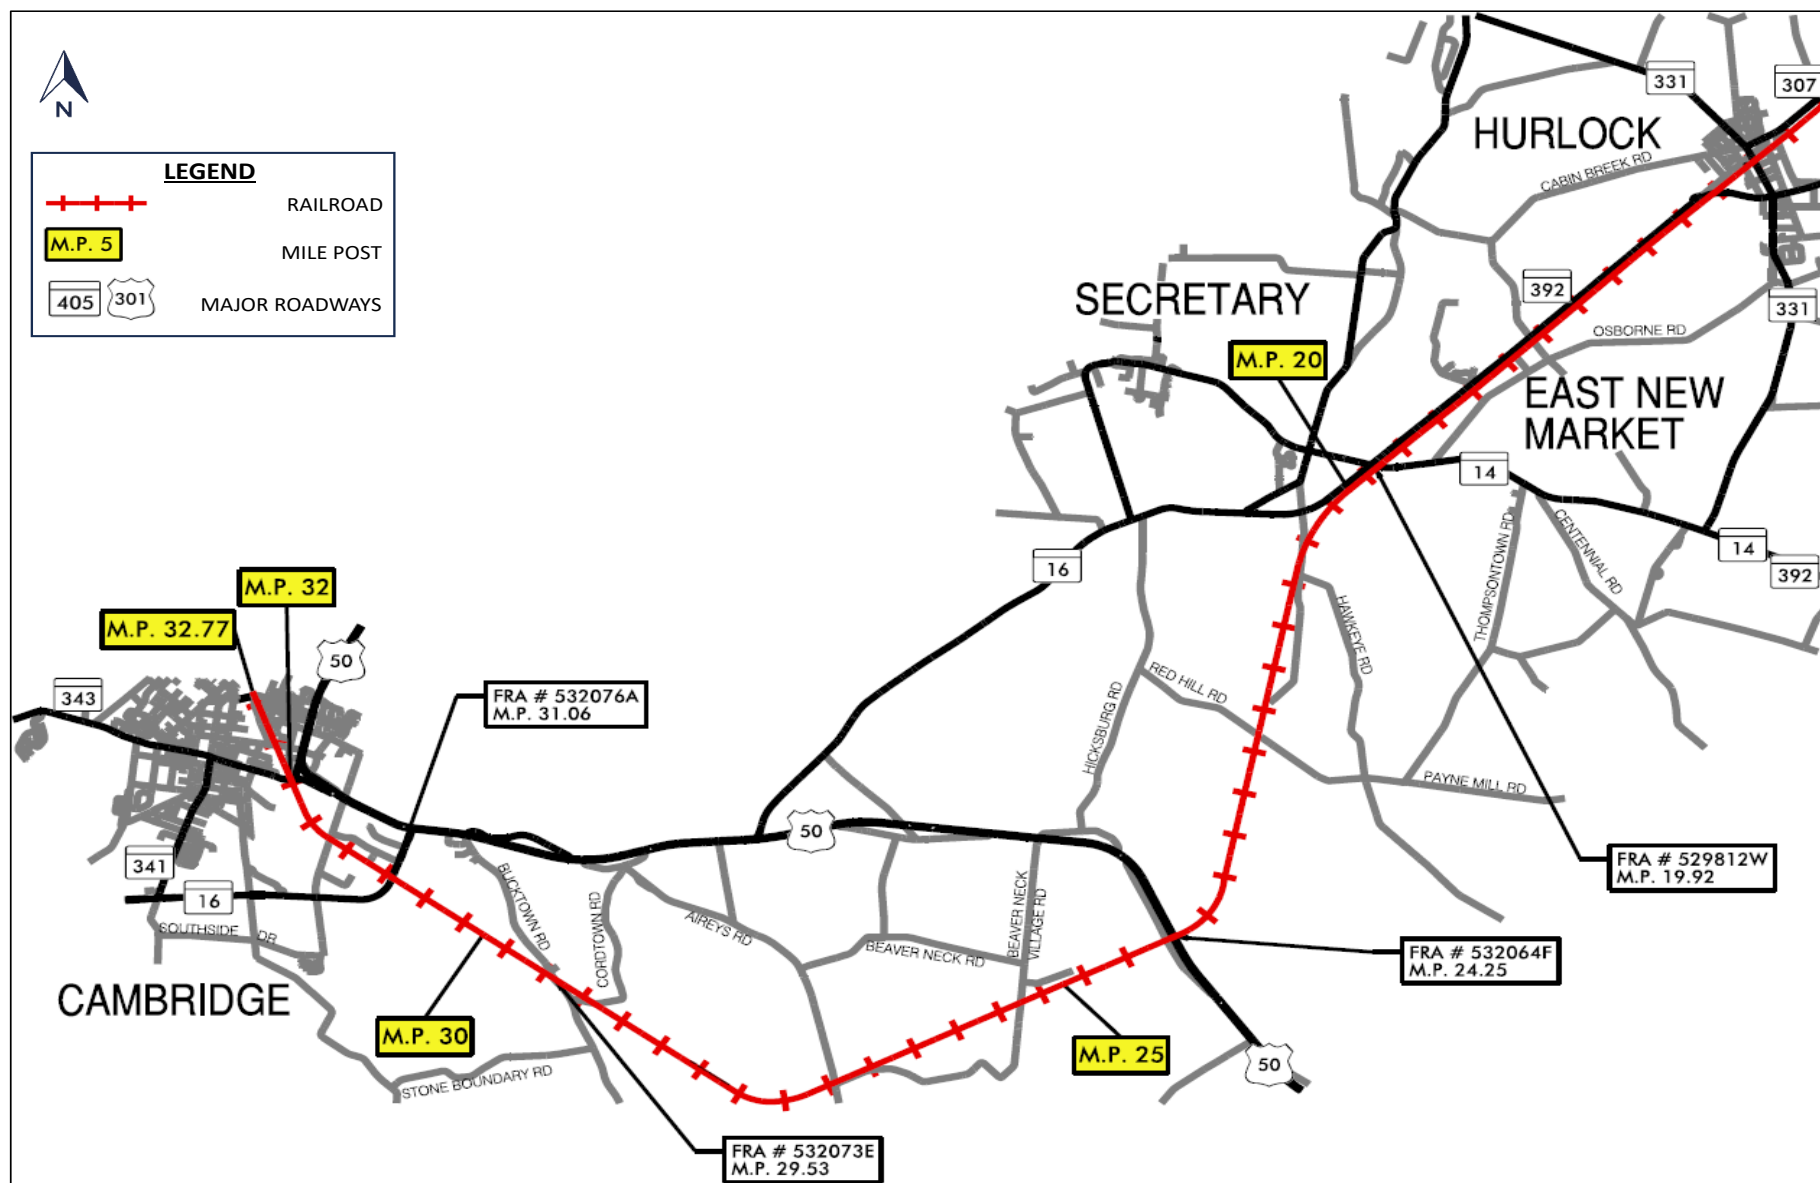 N
LEGEND
RAILROAD
M.P. 5
MILE POST
405
301
MAJOR ROADWAYS
331
307
HURLOCK
CABIN BREEK RD
392
SECRETARY
331
OSBORNE RD
M.P. 20
EAST NEW
MARKET
14
THOMPSONTOWN RD
CENTENNIAL RD
14
392
16
HAWKEYE RD
M.P. 32
M.P. 32.77
50
343
FRA # 532076A
M.P. 31.06
HICKSBURG RD
RED HILL RD
PAYNE MILL RD
50
341
16
SOUTHSIDE DR
BUCKTOWN RD
CORDTOWN RD
AIREYS RD
BEAVER NECK RD
BEAVER NECK
VILLAGE RD
FRA # 529812W
M.P. 19.92
FRA # 532064F
M.P. 24.25
CAMBRIDGE
M.P. 30
M.P. 25
50
STONE BOUNDARY RD
FRA # 532073E
M.P. 29.53